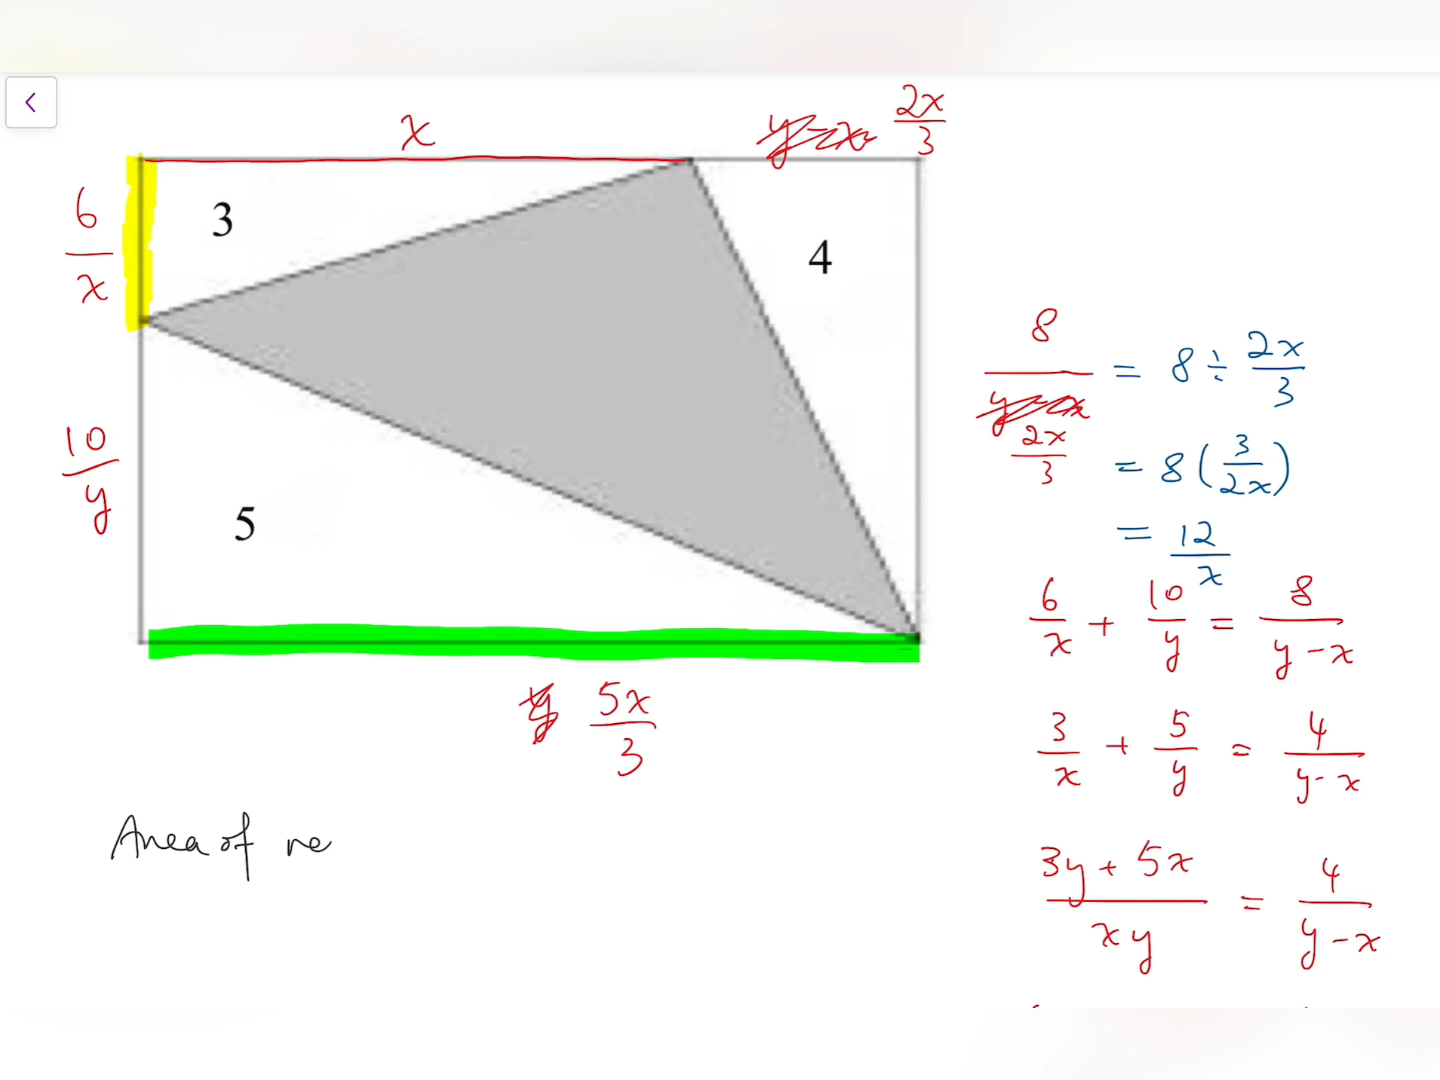 x
y-x 2x/3
6/x
3
4
10/y
5
y 5x/3
8/(y-x) 2x/3 = 8 ÷ 2x/3
= 8(3/2x)
= 12/x
6/x + 10/y = 8/(y-x)
3/x + 5/y = 4/(y-x)
(3y+5x)/xy = 4/(y-x)
Area of re